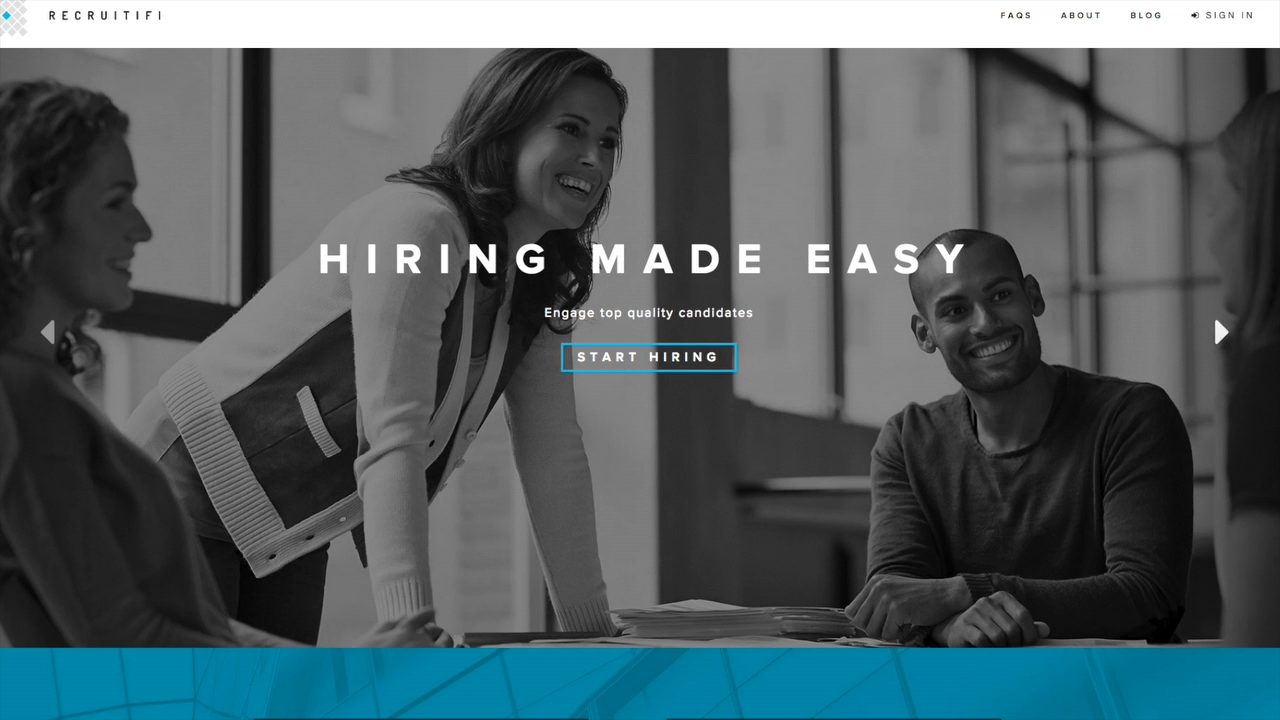 RECRUITIFI
FAQS ABOUT BLOG SIGN IN
HIRING MADE EASY
Engage top quality candidates
START HIRING